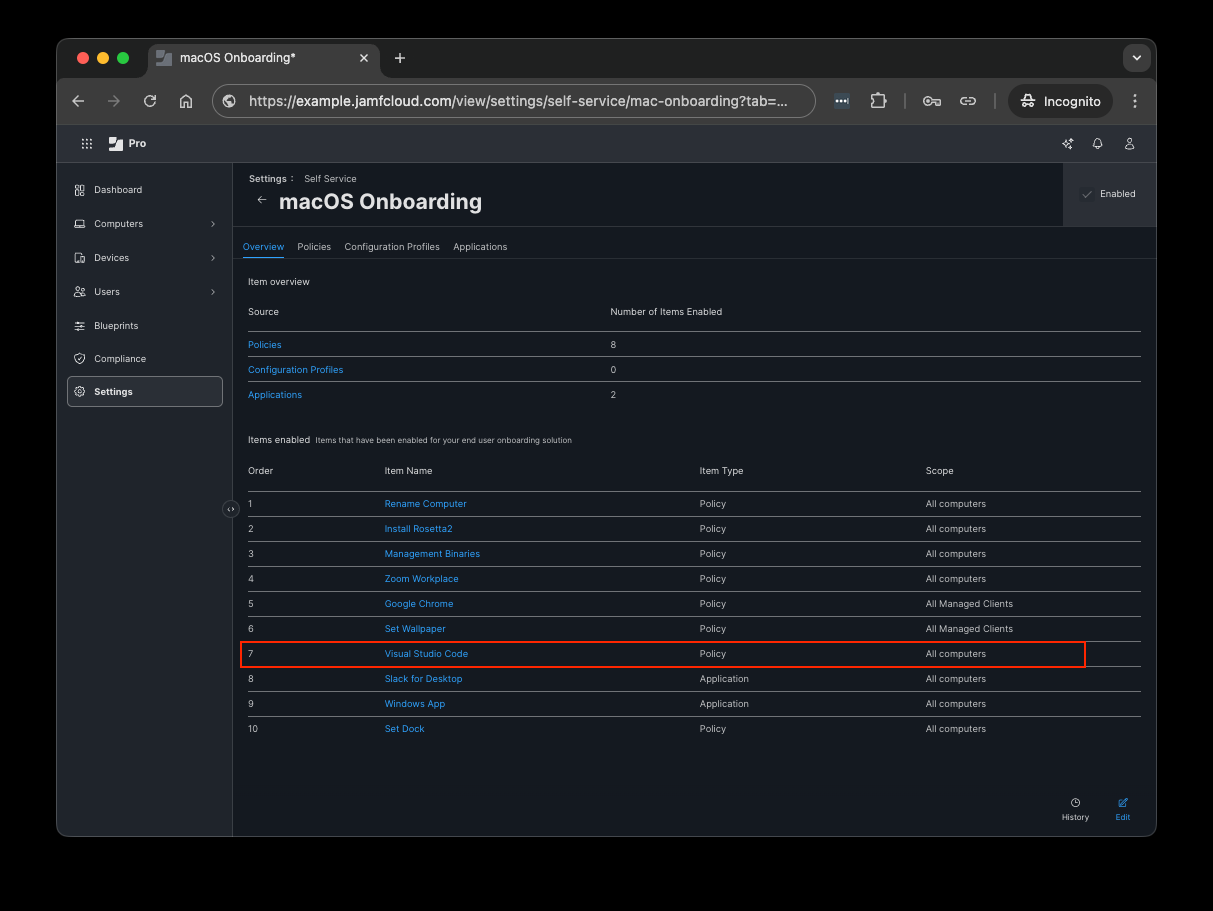 macOS Onboarding*
https://example.jamfcloud.com/view/settings/self-service/mac-onboarding?tab=...
Incognito
Pro
Dashboard
Computers
Devices
Users
Blueprints
Compliance
Settings
Settings : Self Service
macOS Onboarding
Enabled
Overview Policies Configuration Profiles Applications
Item overview
Source Number of Items Enabled
Policies 8
Configuration Profiles 0
Applications 2
Items enabled Items that have been enabled for your end user onboarding solution
Order Item Name Item Type Scope
1 Rename Computer Policy All computers
2 Install Rosetta2 Policy All computers
3 Management Binaries Policy All computers
4 Zoom Workplace Policy All computers
5 Google Chrome Policy All Managed Clients
6 Set Wallpaper Policy All Managed Clients
7 Visual Studio Code Policy All computers
8 Slack for Desktop Application All computers
9 Windows App Application All computers
10 Set Dock Policy All computers
History Edit